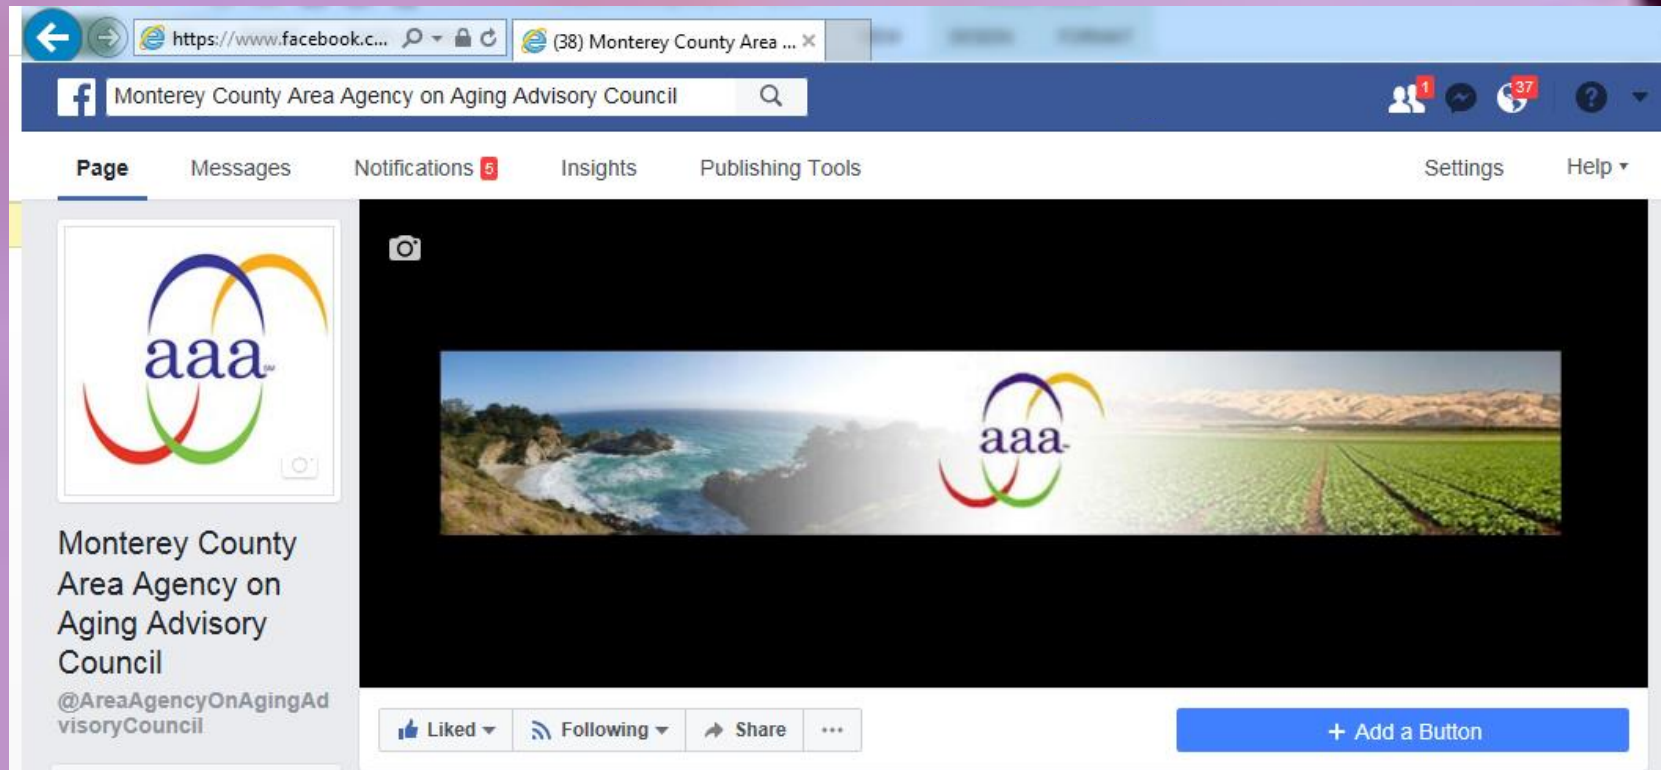 https://www.facebook.c...
(38) Monterey County Area ...
Monterey County Area Agency on Aging Advisory Council
1
37
?
Page Messages Notifications 5 Insights Publishing Tools Settings Help
aaa
SM
aaa
Monterey County
Area Agency on
Aging Advisory
Council
@AreaAgencyOnAgingAd
visoryCouncil
Liked Following Share ...
+ Add a Button